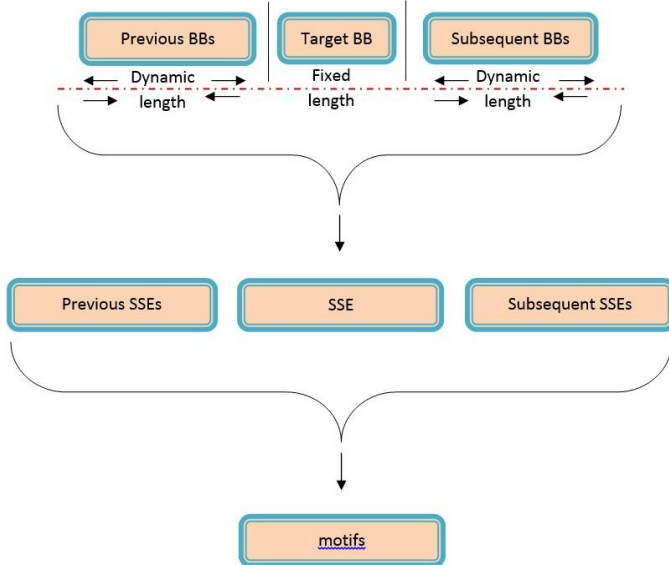 Previous BBs Target BB Subsequent BBs
Dynamic Fixed Dynamic
length length length
Previous SSEs SSE Subsequent SSEs
motifs